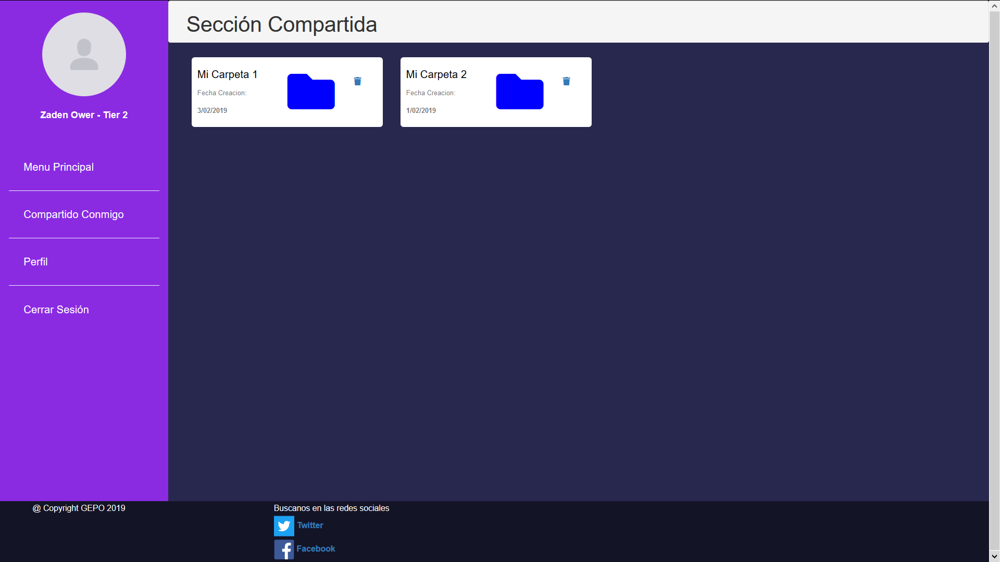 Sección Compartida
Zaden Ower - Tier 2
Menu Principal
Compartido Conmigo
Perfil
Cerrar Sesión
Mi Carpeta 1
Fecha Creacion:
3/02/2019
Mi Carpeta 2
Fecha Creacion:
1/02/2019
@ Copyright GEPO 2019
Buscanos en las redes sociales
Twitter
Facebook